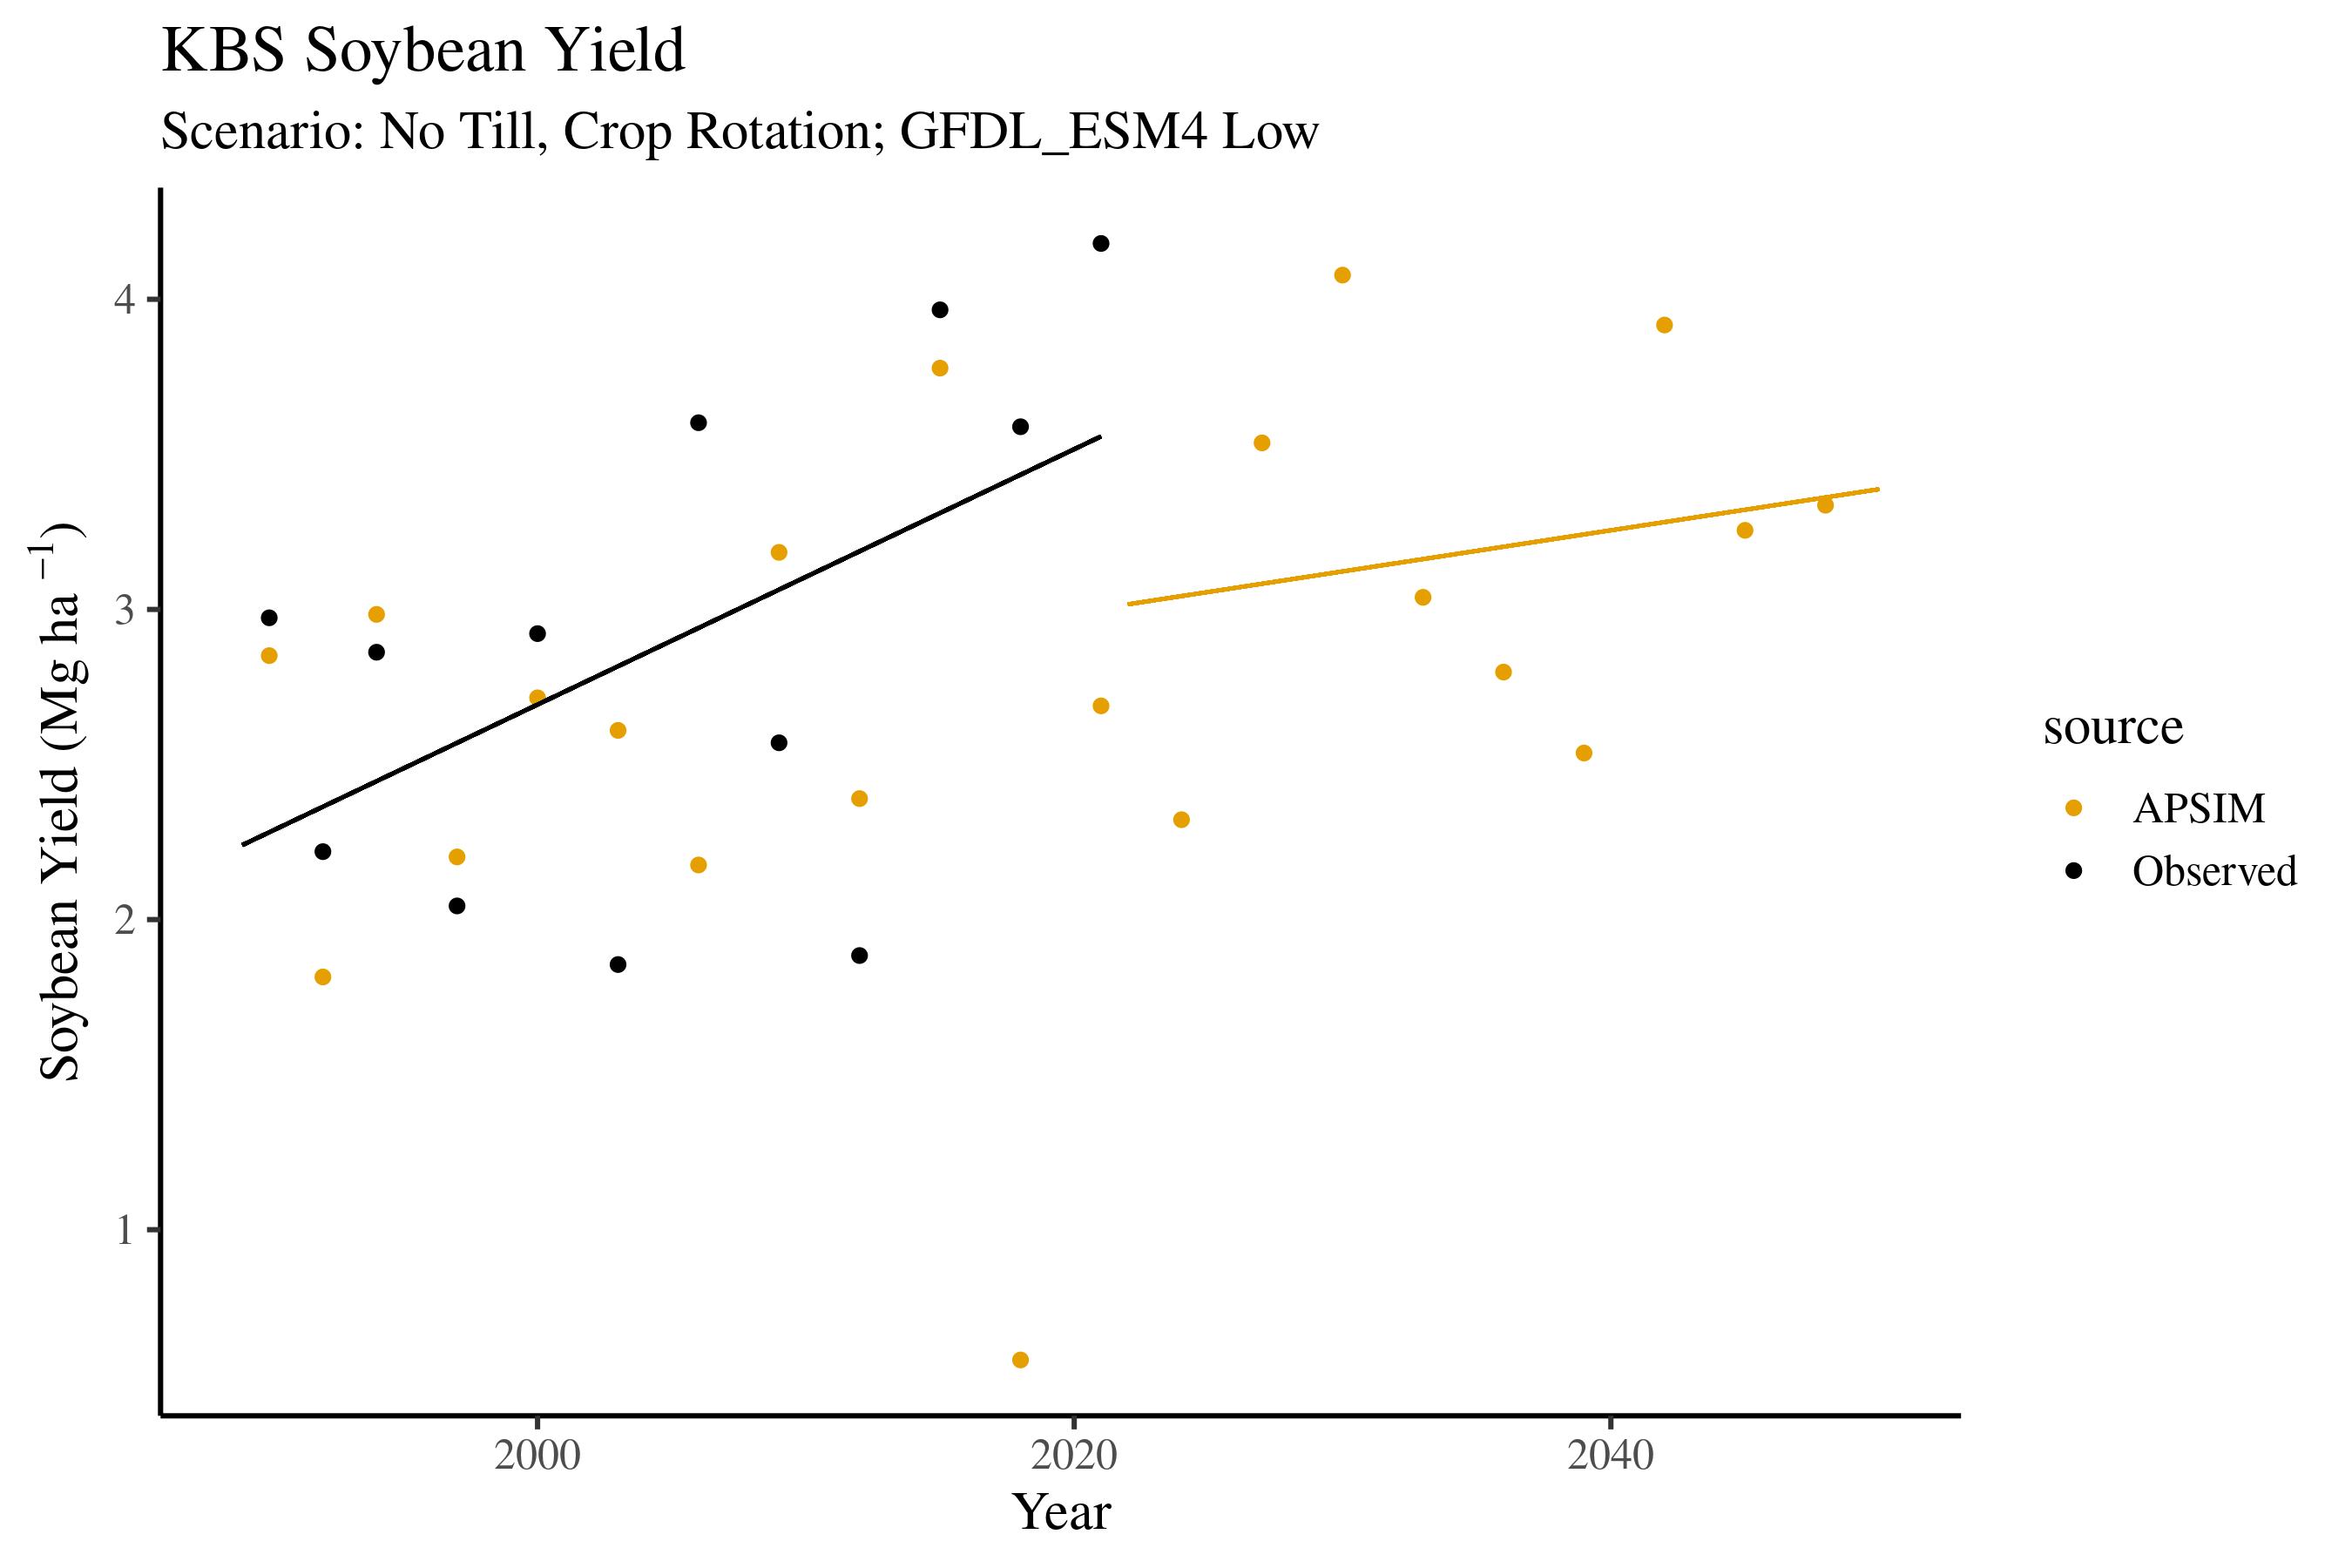 KBS Soybean Yield
Scenario: No Till, Crop Rotation; GFDL_ESM4 Low
Soybean Yield (Mg ha⁻¹)
4
3
2
1
2000 2020 2040
Year
source
APSIM
Observed